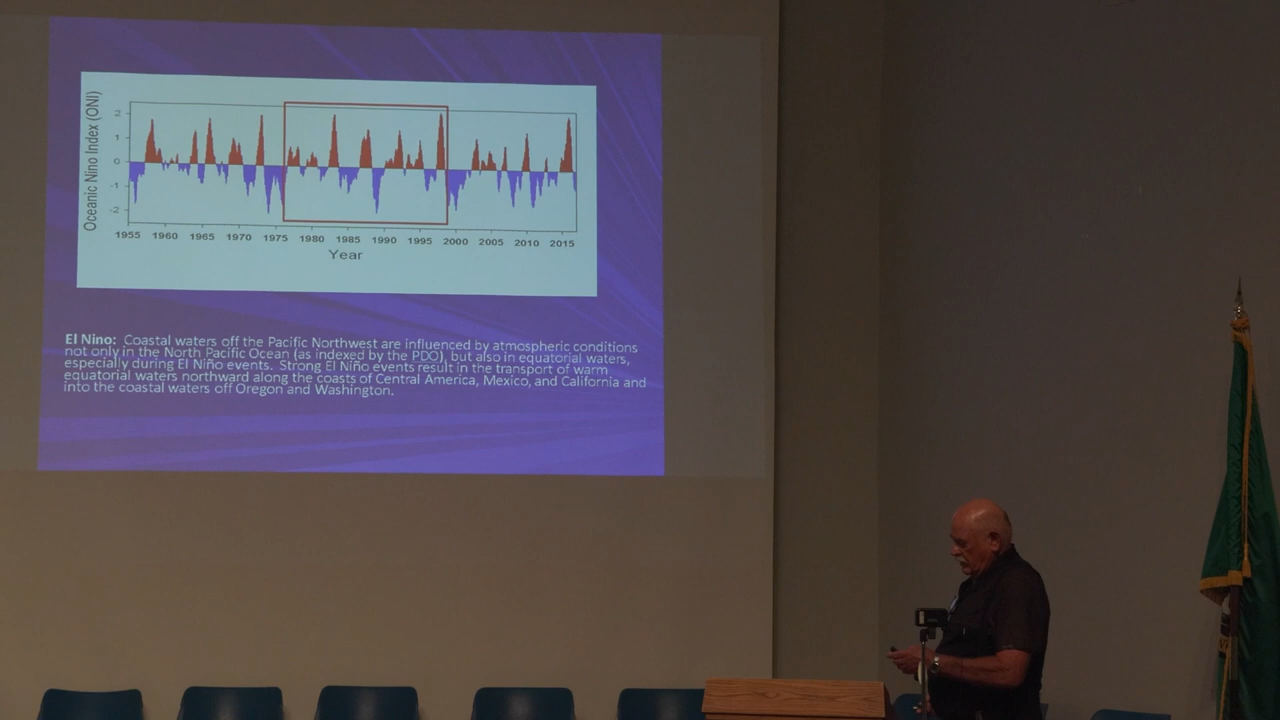 Oceanic Nino Index (ONI)
2
1
0
-1
-2
1955 1960 1965 1970 1975 1980 1985 1990 1995 2000 2005 2010 2015
Year
El Nino: Coastal waters off the Pacific Northwest are influenced by atmospheric conditions
not only in the North Pacific Ocean (as indexed by the PDO), but also in equatorial waters,
especially during El Niño events. Strong El Niño events result in the transport of warm
equatorial waters northward along the coasts of Central America, Mexico, and California and
into the coastal waters off Oregon and Washington.